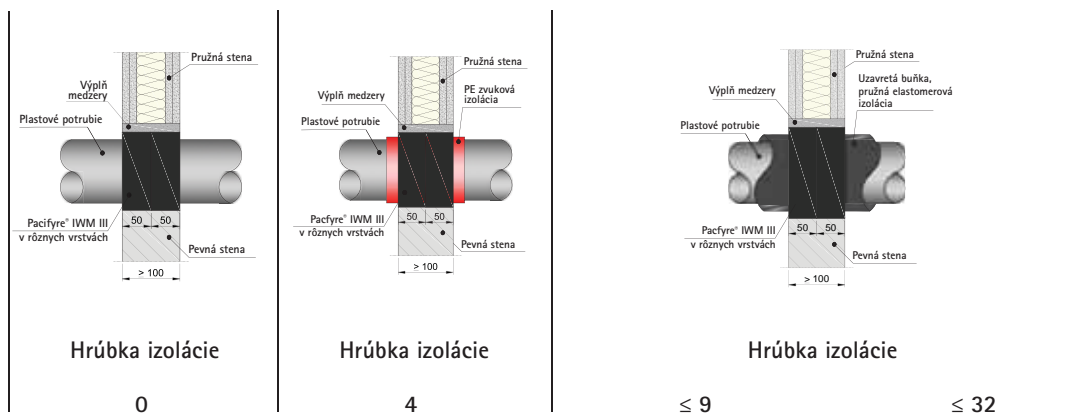 Pružná stena
Výplň
medzery
Plastové potrubie
Pacifyre® IWM III
v rôznych vrstvách
50 50
Pevná stena
> 100
Hrúbka izolácie
0
Pružná stena
PE zvuková
izolácia
Výplň medzery
Plastové potrubie
Pacfyre® IWM III
v rôznych vrstvách
50 50
Pevná stena
> 100
Hrúbka izolácie
4
Pružná stena
Uzavretá buňka,
pružná elastomerová
izolácia
Výplň medzery
Plastové potrubie
Pacfyre® IWM III
v rôznych vrstvách
50 50
Pevná stena
> 100
Hrúbka izolácie
≤ 9 ≤ 32